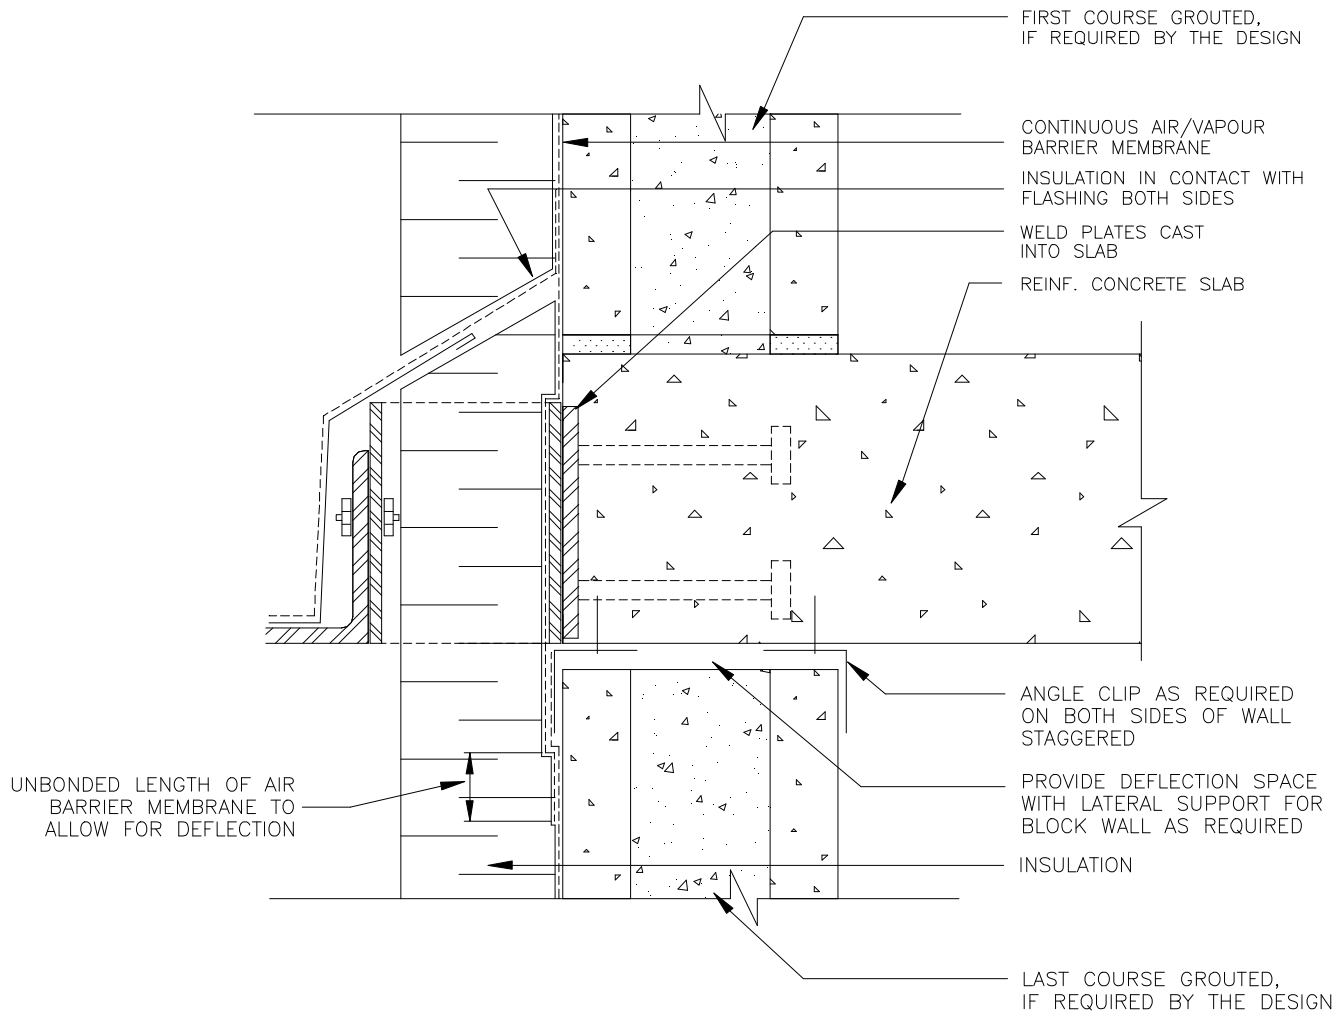 FIRST COURSE GROUTED,
IF REQUIRED BY THE DESIGN
CONTINUOUS AIR/VAPOUR
BARRIER MEMBRANE
INSULATION IN CONTACT WITH
FLASHING BOTH SIDES
WELD PLATES CAST
INTO SLAB
REINF. CONCRETE SLAB
ANGLE CLIP AS REQUIRED
ON BOTH SIDES OF WALL
STAGGERED
UNBONDED LENGTH OF AIR
BARRIER MEMBRANE TO
ALLOW FOR DEFLECTION
PROVIDE DEFLECTION SPACE
WITH LATERAL SUPPORT FOR
BLOCK WALL AS REQUIRED
INSULATION
LAST COURSE GROUTED,
IF REQUIRED BY THE DESIGN